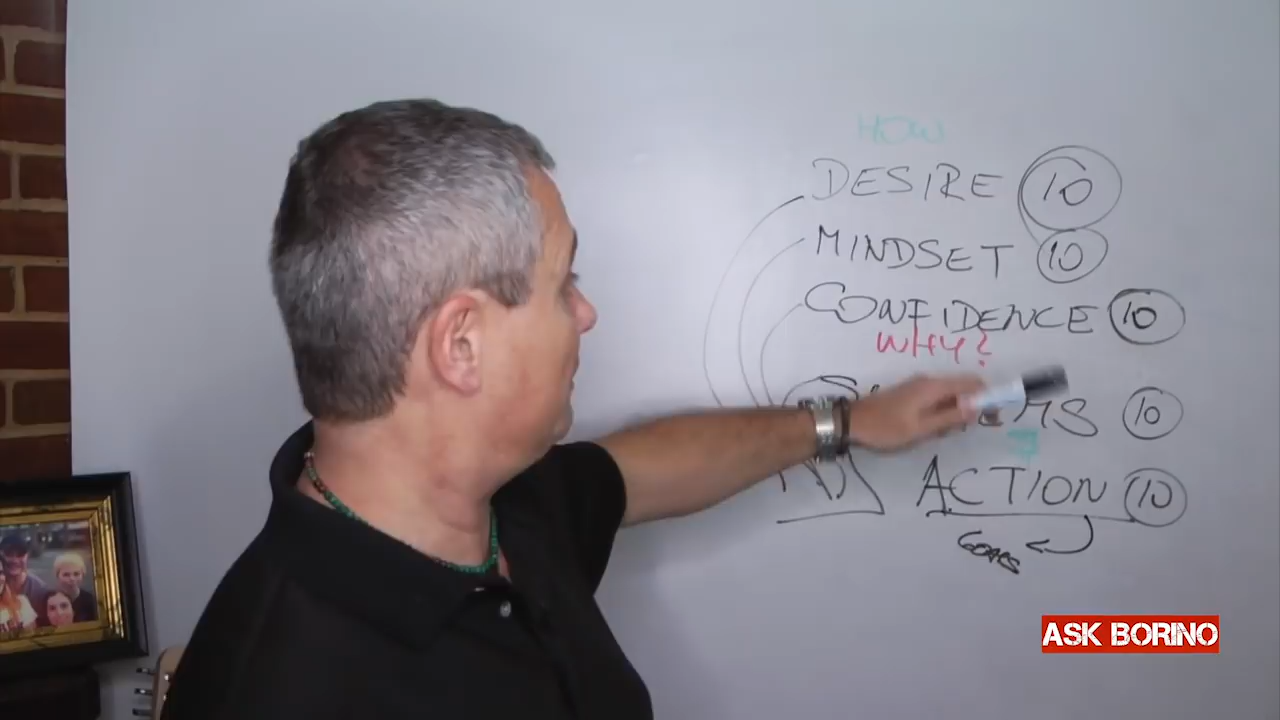 HOW
DESIRE 10
MINDSET 10
CONFIDENCE 10
WHY?
10
ACTION 10
GOALS
ASK BORINO